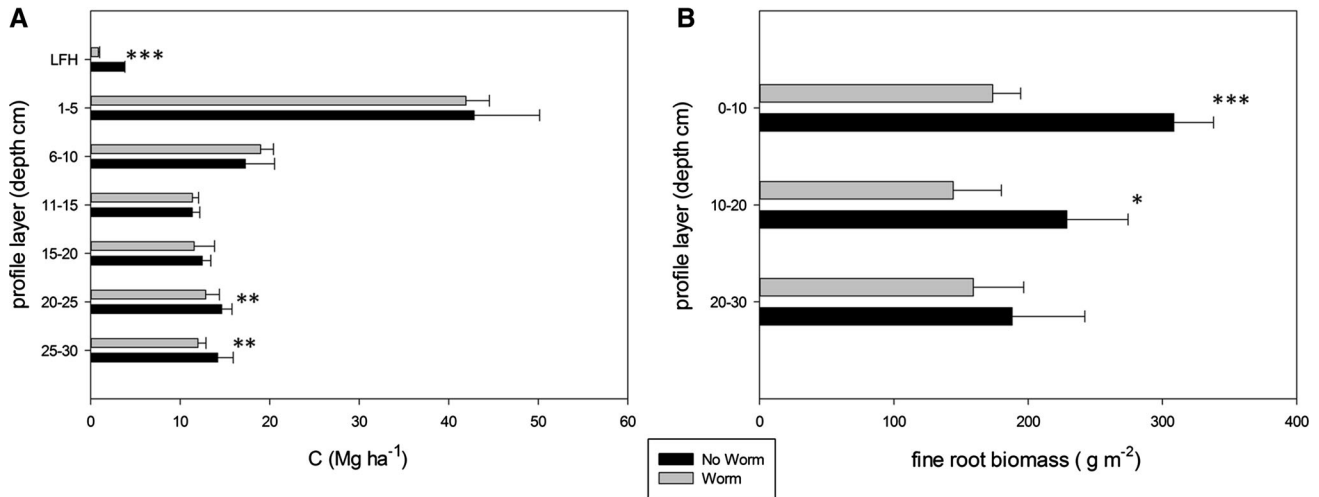 A
profile layer (depth cm)
LFH
***
1-5
6-10
11-15
15-20
20-25
**
25-30
**
0
10
20
30
40
50
60
C (Mg ha⁻¹)
B
profile layer (depth cm)
0-10
***
10-20
*
20-30
0
100
200
300
400
fine root biomass ( g m⁻²)
No Worm
Worm